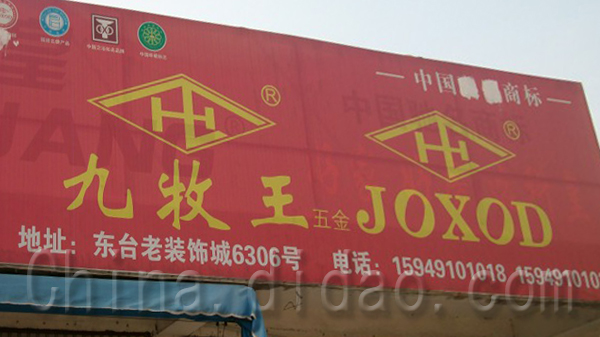 中国 商标
九牧王 五金 JOXOD
地址：东台老装饰城6306号 电话：15949101018 159491010
China.didao.com